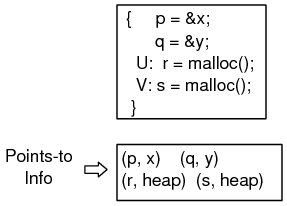 { p = &x;
q = &y;
U: r = malloc();
V: s = malloc();
}
Points-to
Info
(p, x) (q, y)
(r, heap) (s, heap)